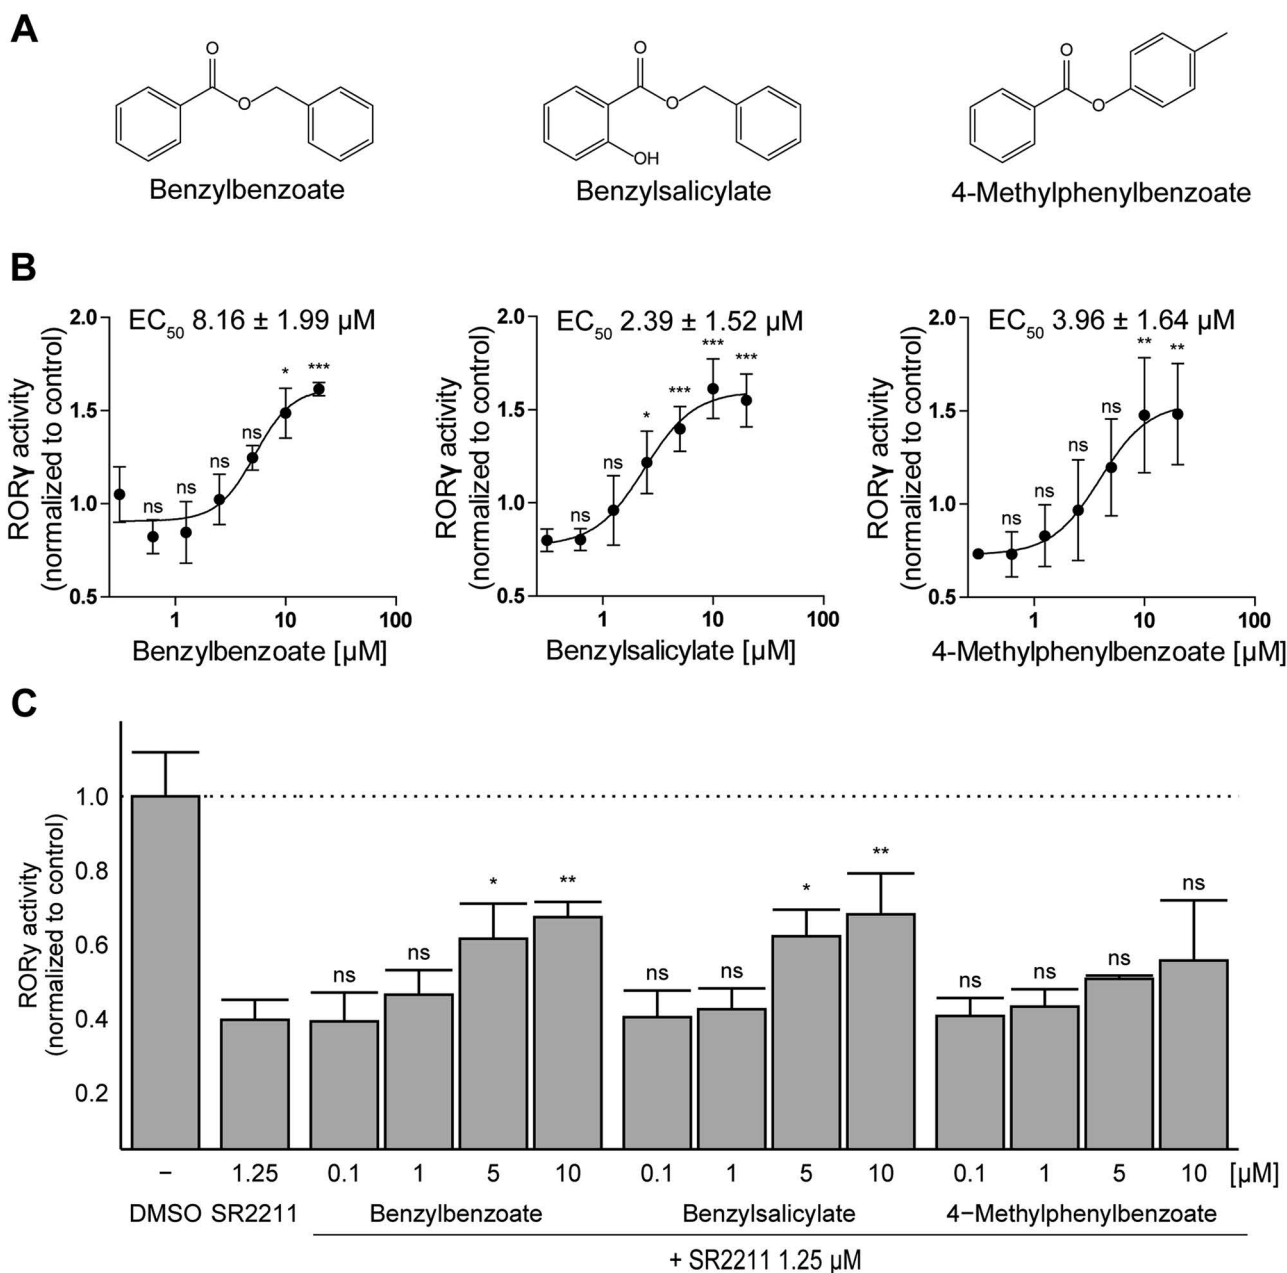 A
O
O
Benzylbenzoate
O
O
OH
Benzylsalicylate
O
O
4-Methylphenylbenzoate
B
RORγ activity
(normalized to control)
2.0
1.5
1.0
0.5
EC50 8.16 ± 1.99 µM
ns
ns
ns
ns
*
***
1
10
100
Benzylbenzoate [µM]
RORγ activity
(normalized to control)
2.0
1.5
1.0
0.5
EC50 2.39 ± 1.52 µM
ns
ns
*
***
***
***
1
10
100
Benzylsalicylate [µM]
RORγ activity
(normalized to control)
2.0
1.5
1.0
0.5
EC50 3.96 ± 1.64 µM
ns
ns
ns
ns
**
**
1
10
100
4-Methylphenylbenzoate [µM]
C
RORγ activity
(normalized to control)
1.0
0.8
0.6
0.4
0.2
ns ns * ** ns ns * ** ns ns ns ns
– 1.25 0.1 1 5 10 0.1 1 5 10 0.1 1 5 10 [µM]
DMSO SR2211 Benzylbenzoate Benzylsalicylate 4−Methylphenylbenzoate
+ SR2211 1.25 µM